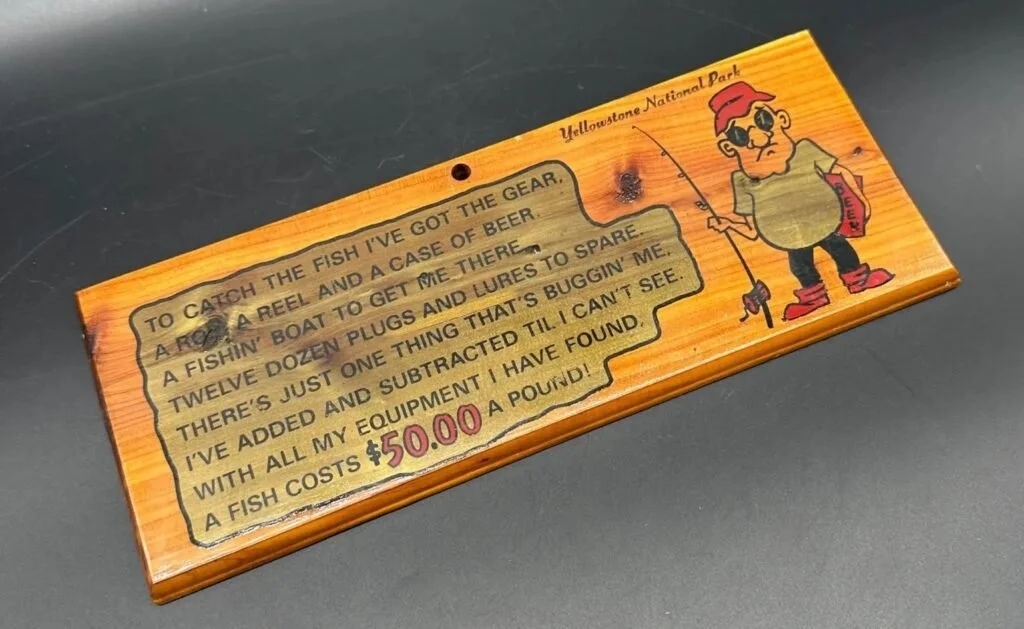 Yellowstone National Park
TO CATCH THE FISH I'VE GOT THE GEAR,
A ROD, A REEL AND A CASE OF BEER.
A FISHIN' BOAT TO GET ME THERE,
TWELVE DOZEN PLUGS AND LURES TO SPARE.
THERE'S JUST ONE THING THAT'S BUGGIN' ME,
I'VE ADDED AND SUBTRACTED TIL I CAN'T SEE.
WITH ALL MY EQUIPMENT I HAVE FOUND,
A FISH COSTS $50.00 A POUND!
BEER